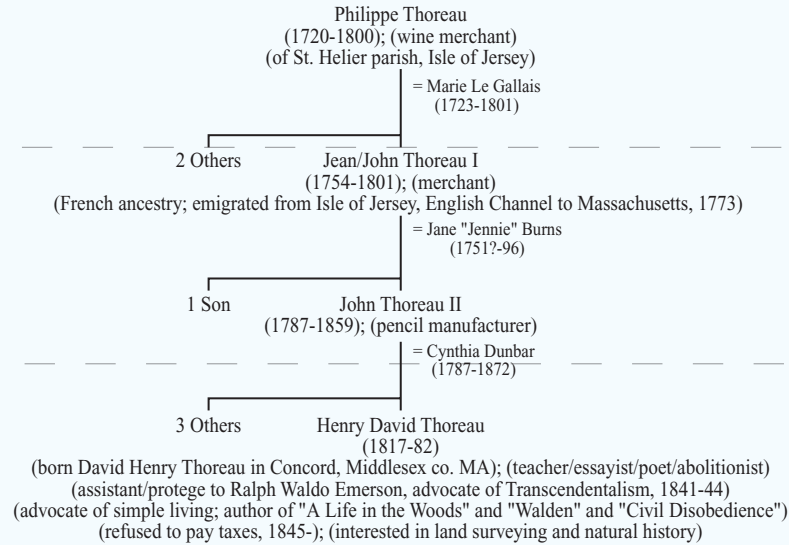 Philippe Thoreau
(1720-1800); (wine merchant)
(of St. Helier parish, Isle of Jersey)
= Marie Le Gallais
(1723-1801)
2 Others
Jean/John Thoreau I
(1754-1801); (merchant)
(French ancestry; emigrated from Isle of Jersey, English Channel to Massachusetts, 1773)
= Jane "Jennie" Burns
(1751?-96)
1 Son
John Thoreau II
(1787-1859); (pencil manufacturer)
= Cynthia Dunbar
(1787-1872)
3 Others
Henry David Thoreau
(1817-82)
(born David Henry Thoreau in Concord, Middlesex co. MA); (teacher/essayist/poet/abolitionist)
(assistant/protege to Ralph Waldo Emerson, advocate of Transcendentalism, 1841-44)
(advocate of simple living; author of "A Life in the Woods" and "Walden" and "Civil Disobedience")
(refused to pay taxes, 1845-); (interested in land surveying and natural history)